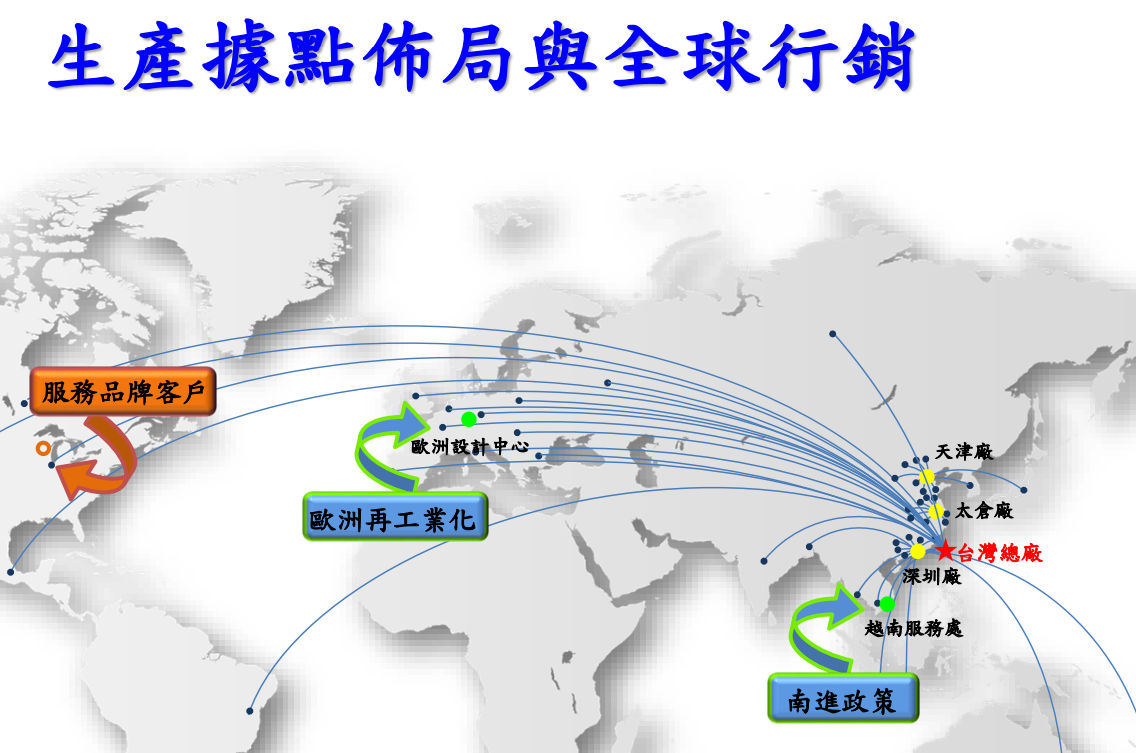 生產據點佈局與全球行銷
服務品牌客戶
歐洲設計中心
天津廠
歐洲再工業化
太倉廠
台灣總廠
深圳廠
越南服務處
南進政策